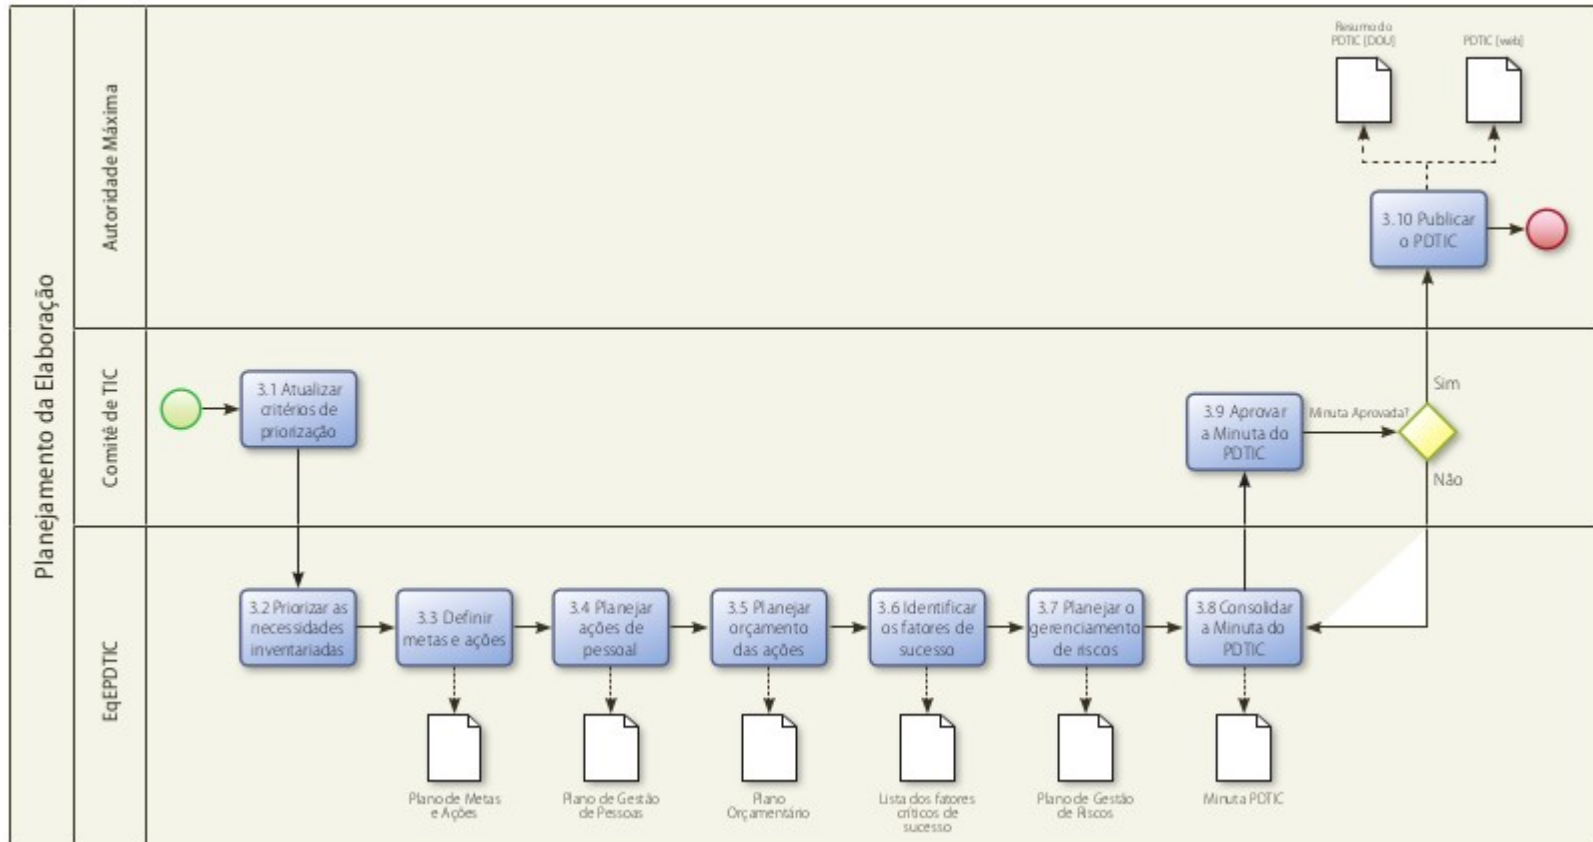 Planejamento da Elaboração
Autoridade Máxima
Resumo do
PDTIC [DOU]
PDTIC [web]
3.10 Publicar
o PDTIC
Comitê de TIC
3.1 Atualizar
critérios de
priorização
3.9 Aprovar
a Minuta do
PDTIC
Minuta Aprovada?
Sim
Não
EqEPDTIC
3.2 Priorizar as
necessidades
inventariadas
3.3 Definir
metas e ações
3.4 Planejar
ações de
pessoal
3.5 Planejar
orçamento
das ações
3.6 Identificar
os fatores de
sucesso
3.7 Planejar o
gerenciamento
de riscos
3.8 Consolidar
a Minuta do
PDTIC
Plano de Metas
e Ações
Plano de Gestão
de Pessoas
Plano
Orçamentário
Lista dos fatores
críticos de
sucesso
Plano de Gestão
de Riscos
Minuta PDTIC